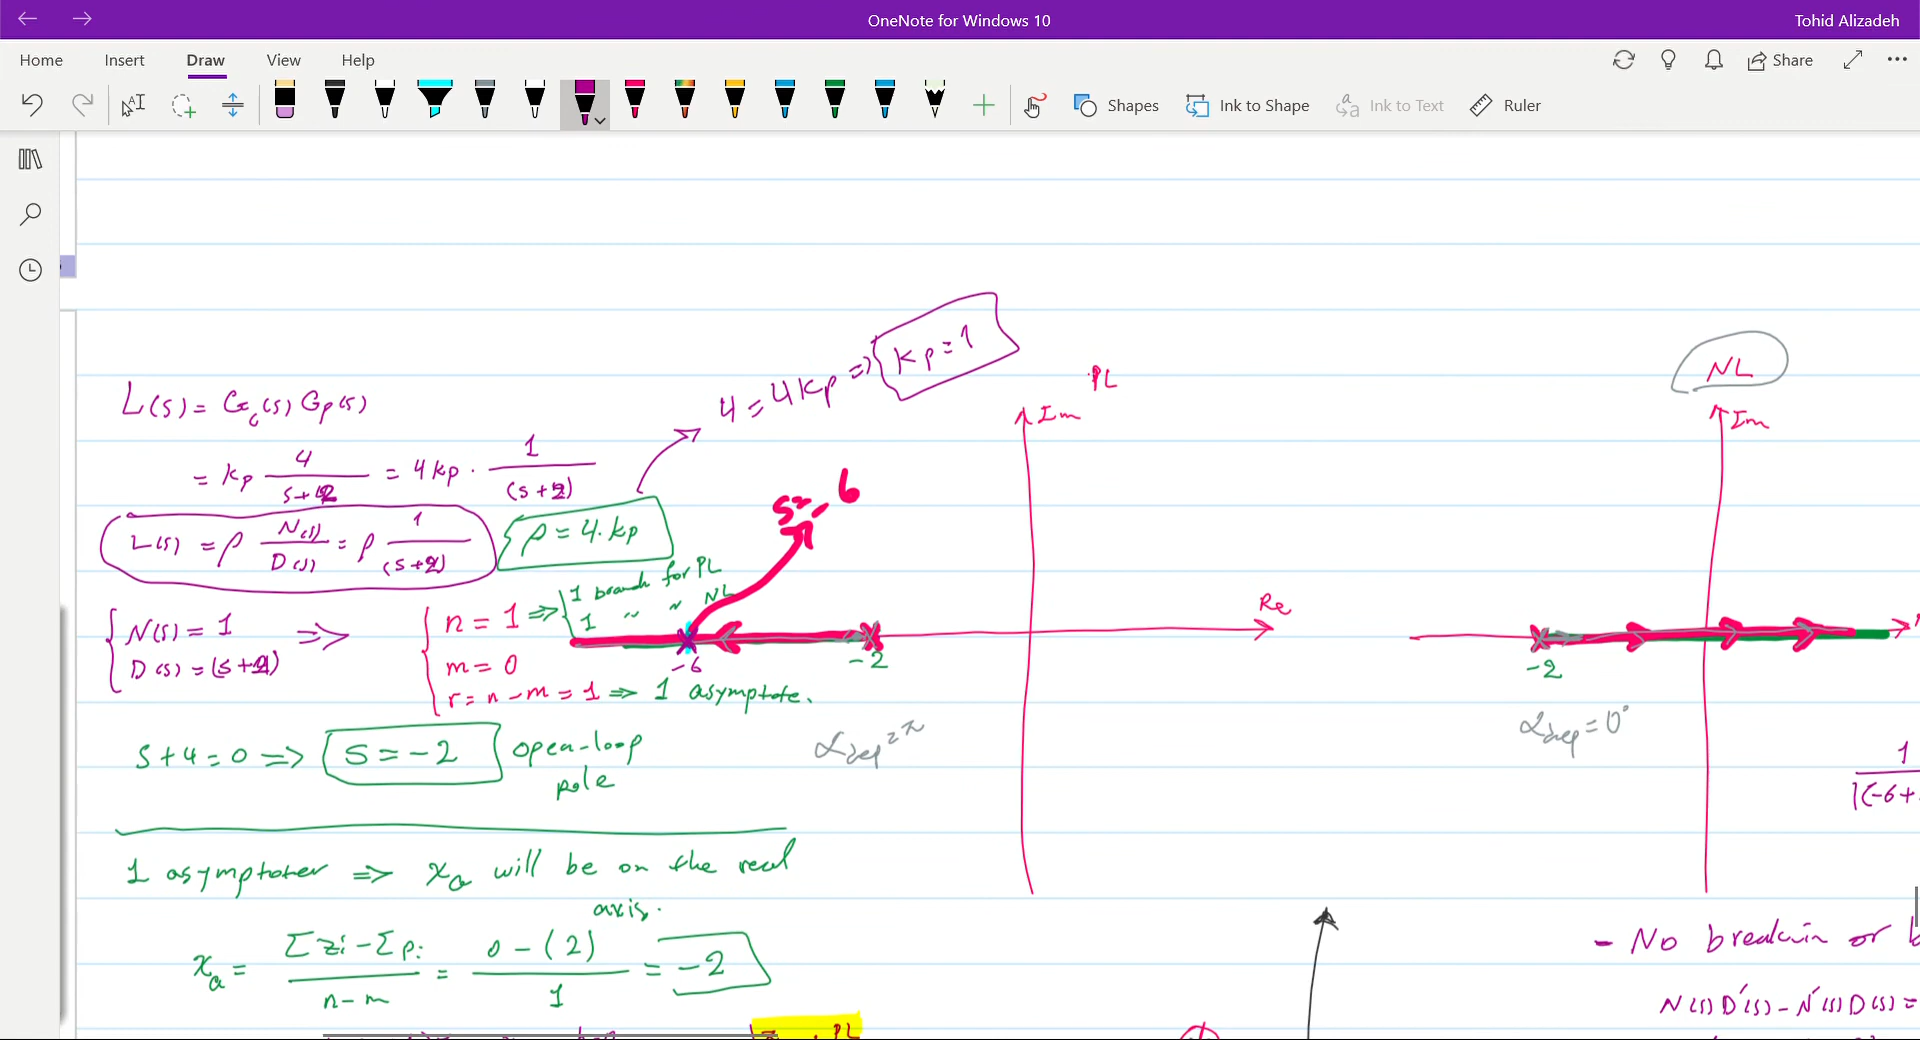 OneNote for Windows 10
Tohid Alizadeh
Home Insert Draw View Help
Share
Shapes Ink to Shape Ink to Text Ruler
4 = 4Kp ⇒ Kp = 1
PL
NL
L(s) = Gc(s) Gp(s)
Im
Im
= Kp 4/(s+2) = 4Kp · 1/(s+2)
s=-6
L(s) = ρ N(s)/D(s) = ρ 1/(s+2)
ρ = 4·Kp
1 branch for PL
1 " " NL
Re
N(s) = 1 ⇒
D(s) = (s+2)
n = 1 ⇒
m = 0
r = n - m = 1 ⇒ 1 asymptote.
-6
-2
-2
s+4=0 ⇒ s = -2 open-loop
pole
αdep = π
αdep = 0°
1
|(-6+
1 asymptotes ⇒ xa will be on the real
axis.
xa = (Σzi - Σpi)/(n-m) = (0 - (2))/1 = -2
- No breakin or b
N(s)D'(s) - N'(s)D(s) =
PL